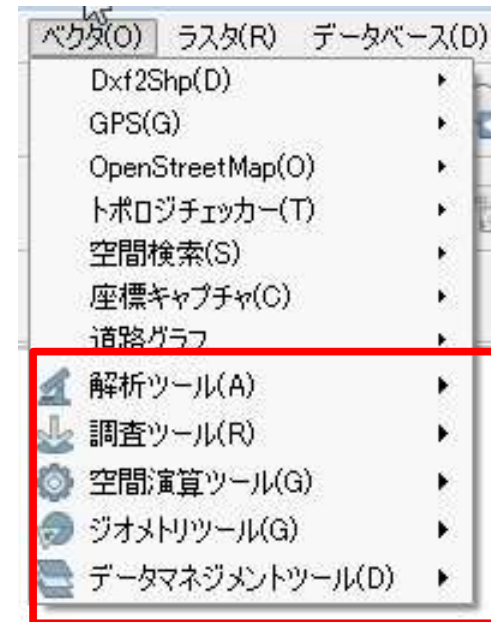 ベクタ(O) ラスタ(R) データベース(D)
Dxf2Shp(D)
GPS(G)
OpenStreetMap(O)
トポロジチェッカー(T)
空間検索(S)
座標キャプチャ(C)
道路グラフ
解析ツール(A)
調査ツール(R)
空間演算ツール(G)
ジオメトリツール(G)
データマネジメントツール(D)